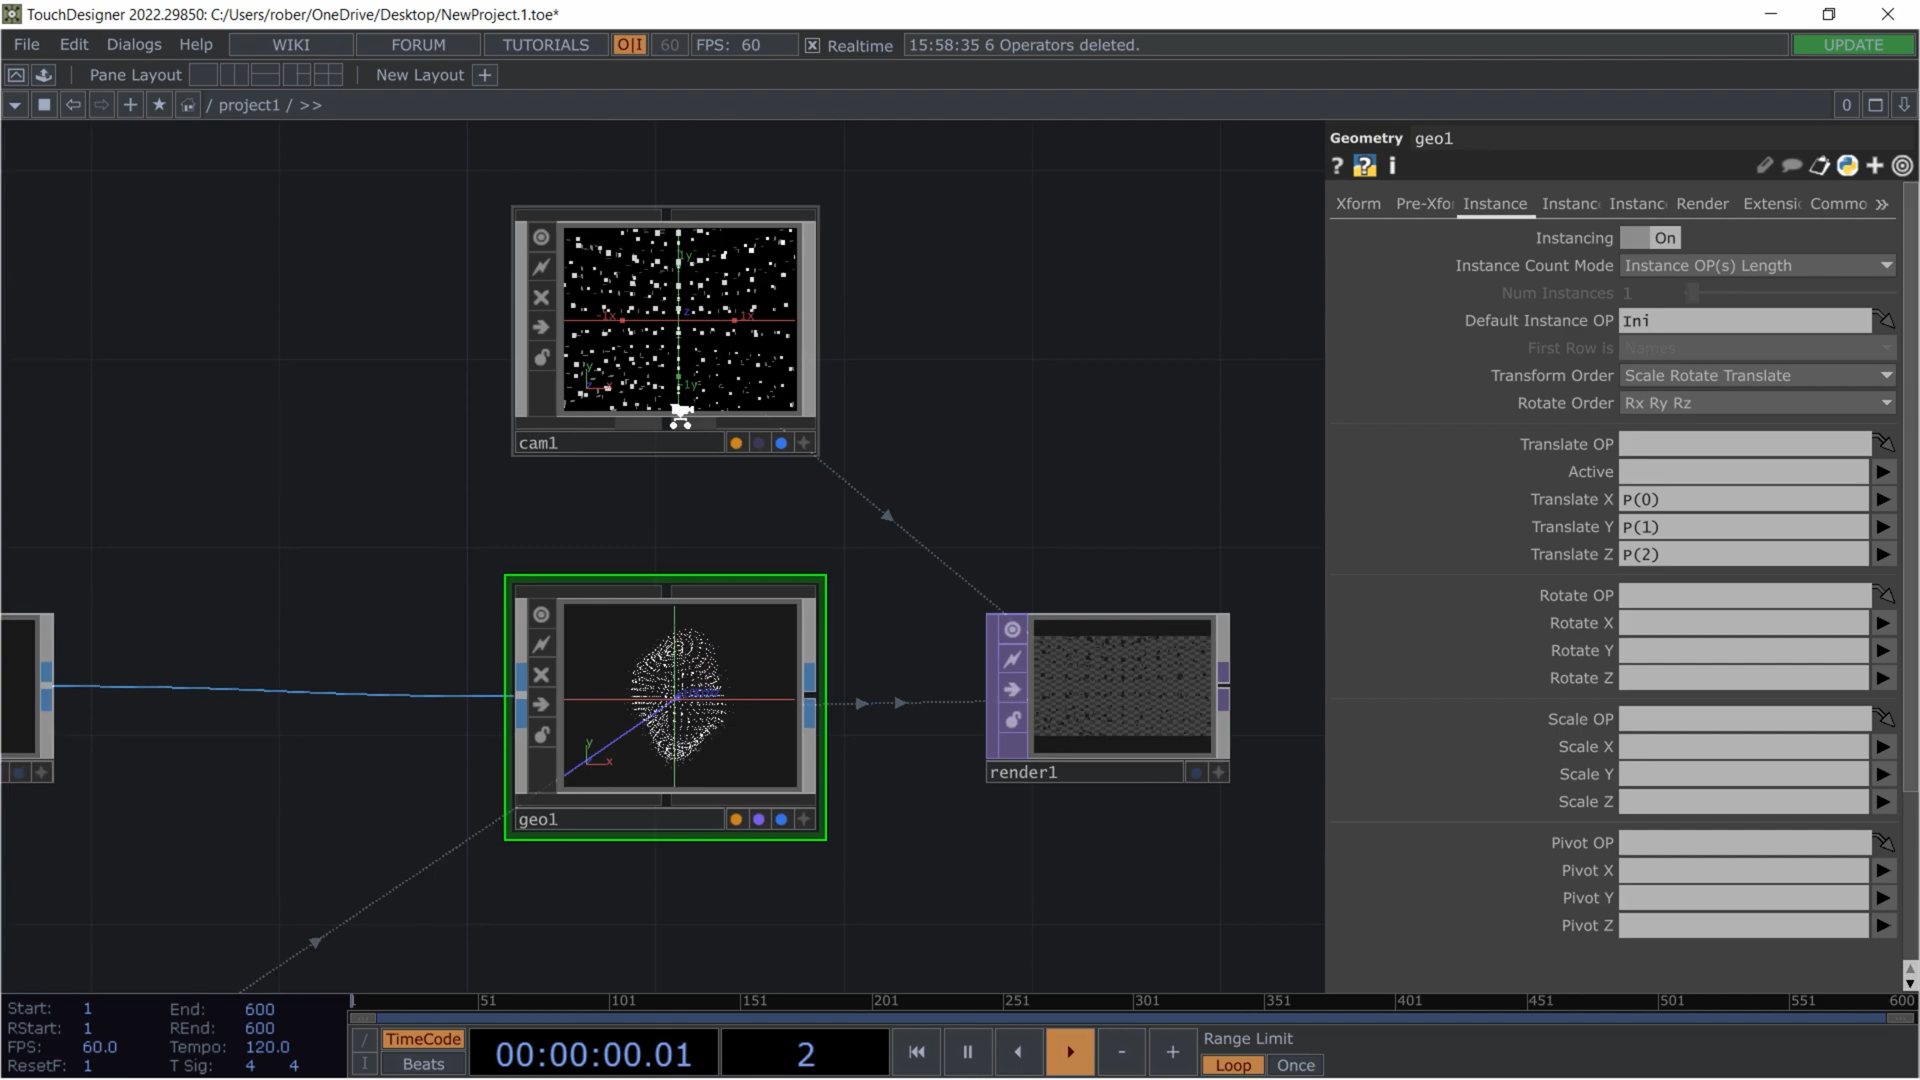 TouchDesigner 2022.29850: C:/Users/rober/OneDrive/Desktop/NewProject.1.toe*
File Edit Dialogs Help WIKI FORUM TUTORIALS O|I 60 FPS: 60 Realtime 15:58:35 6 Operators deleted. UPDATE
Pane Layout New Layout +
/ project1 / >> 0
Geometry geo1
? ? i
Xform Pre-Xfo Instance Instanc Instanc Render Extensi Commo
Instancing On
Instance Count Mode Instance OP(s) Length
Num Instances 1
Default Instance OP Ini
First Row is Names
Transform Order Scale Rotate Translate
Rotate Order Rx Ry Rz
Translate OP
Active
Translate X P(0)
Translate Y P(1)
Translate Z P(2)
Rotate OP
Rotate X
Rotate Y
Rotate Z
Scale OP
Scale X
Scale Y
Scale Z
Pivot OP
Pivot X
Pivot Y
Pivot Z
1y
-1x z 1x
y -1y
z x
cam1
y
x
geo1
render1
Start: 1 End: 600
RStart: 1 REnd: 600
FPS: 60.0 Tempo: 120.0
ResetF: 1 T Sig: 4 4
1 51 101 151 201 251 301 351 401 451 501 551 600
/ TimeCode
I Beats
00:00:00.01 2
- +
Range Limit
Loop Once